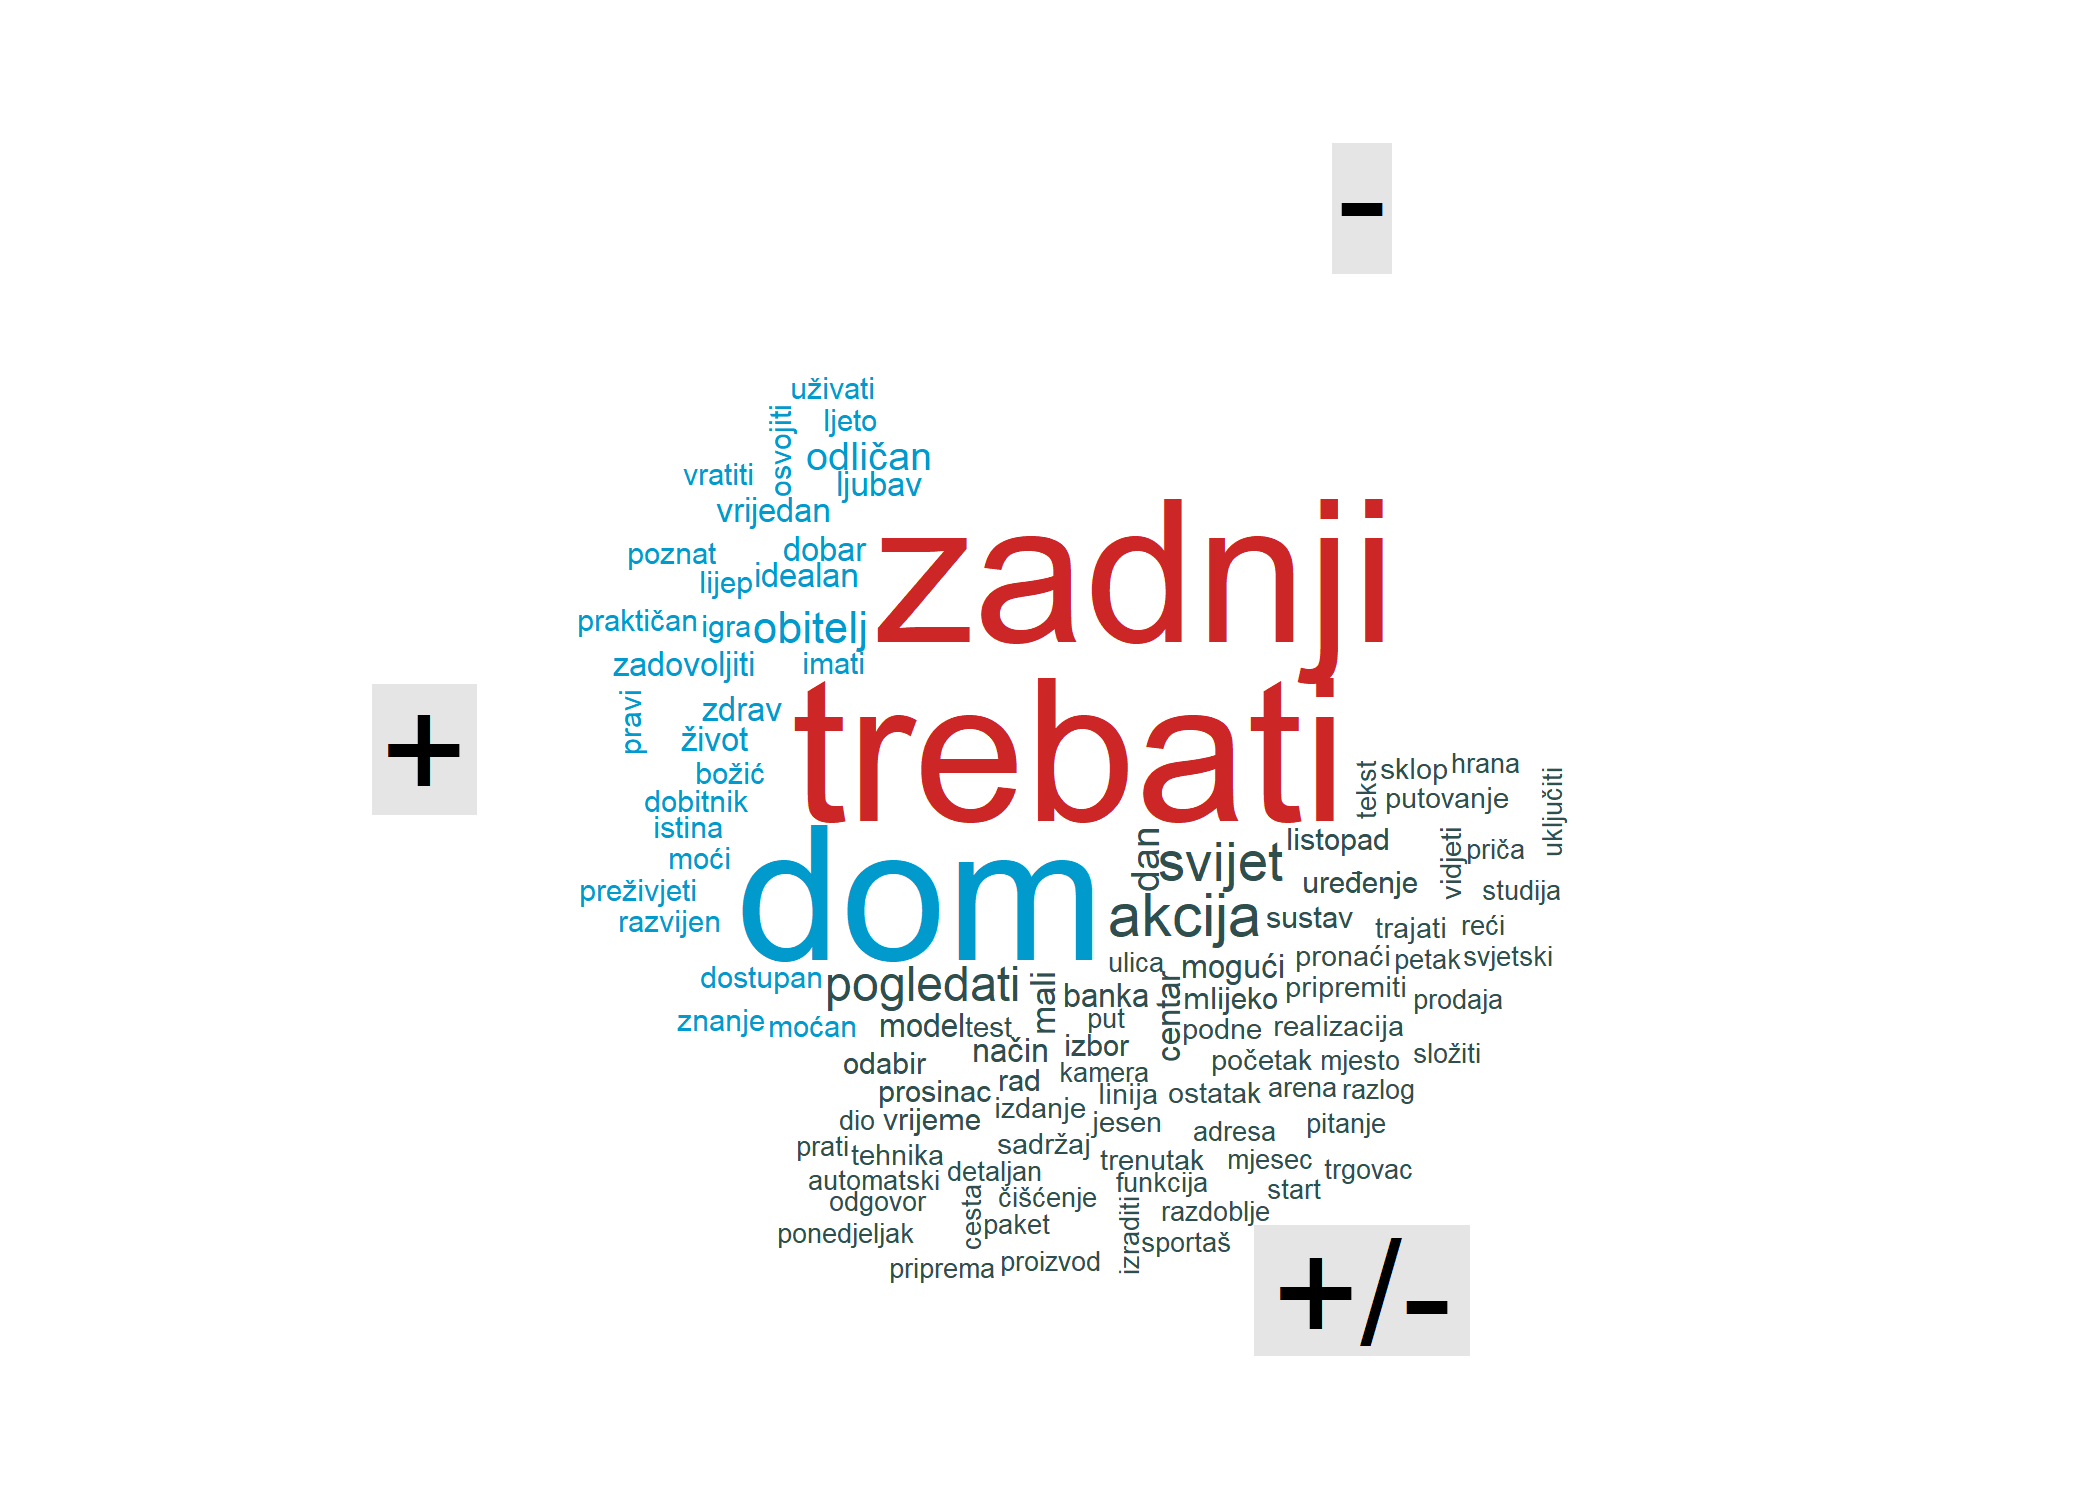 -
uživati
ljeto
osvojiti
odličan
vratiti
ljubav
vrijedan
zadnji
poznat
dobar
lijep
idealan
praktičan
igra
obitelj
zadovoljiti
imati
pravi
zdrav
život
trebati
+
božić
dobitnik
istina
moći
preživjeti
razvijen
dom
tekst
sklop
hrana
putovanje
uključiti
dan
svijet
listopad
vidjeti
priča
uređenje
studija
akcija
sustav
trajati
reći
dostupan
pogledati
mali
ulica
mogući
pronaći
petak
svjetski
banka
centar
mlijeko
pripremiti
prodaja
znanje
moćan
model
test
put
podne
realizacija
način
izbor
odabir
kamera
početak
mjesto
složiti
prosinac
rad
linija
ostatak
arena
razlog
dio
vrijeme
izdanje
jesen
adresa
pitanje
prati
tehnika
sadržaj
trenutak
mjesec
trgovac
automatski
detaljan
funkcija
start
odgovor
cesta
čišćenje
izraditi
razdoblje
ponedjeljak
paket
sportaš
priprema
proizvod
+/-